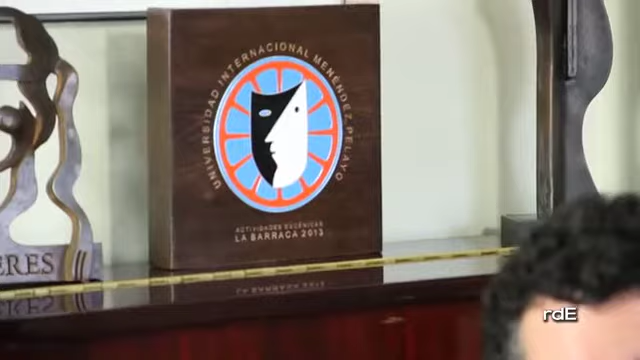 UNIVERSIDAD INTERNACIONAL MENÉNDEZ PELAYO
ACTIVIDADES ESCÉNICAS
LA BARRACA 2013
ERES
rdE